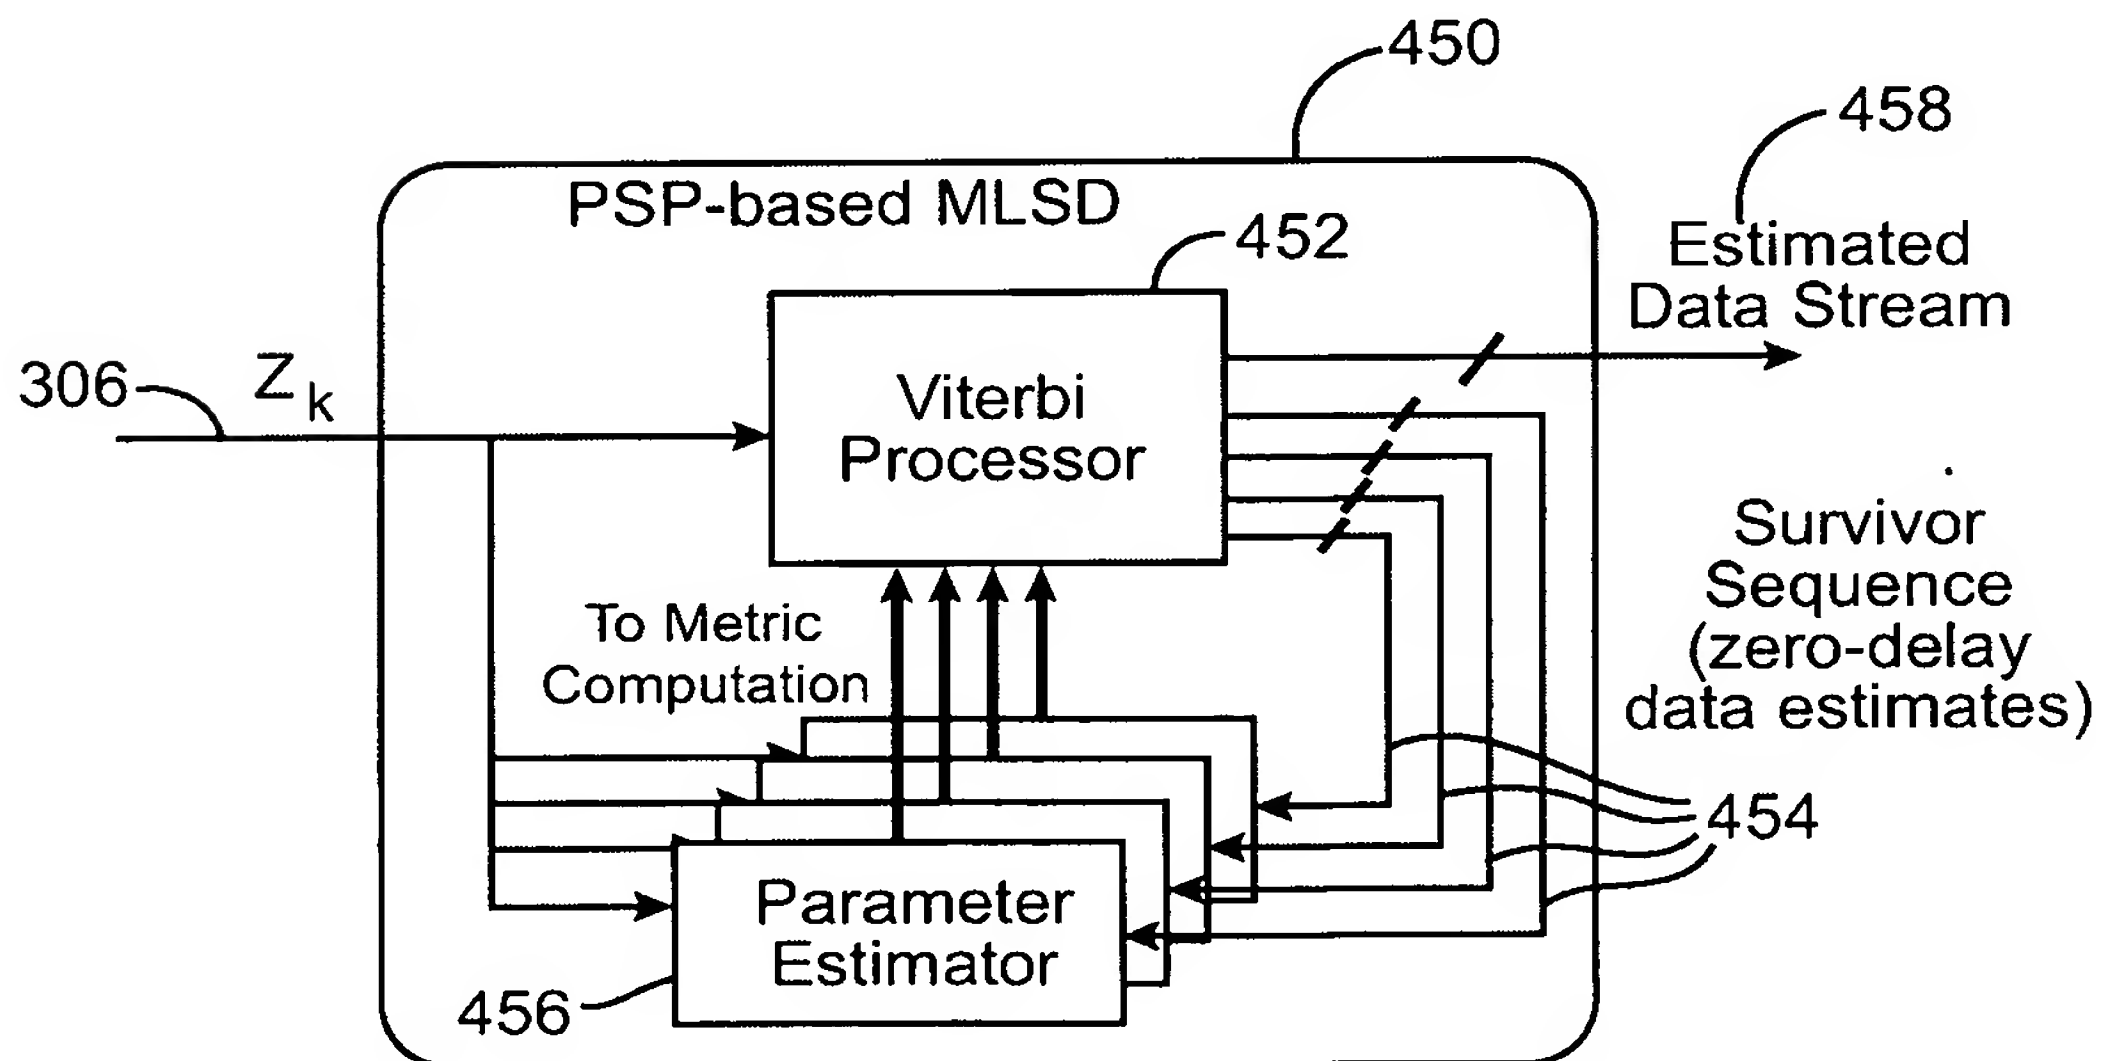 450
458
PSP-based MLSD
452
Estimated
Data Stream
306
Z k
Viterbi
Processor
Survivor
Sequence
(zero-delay
data estimates)
To Metric
Computation
454
Parameter
Estimator
456